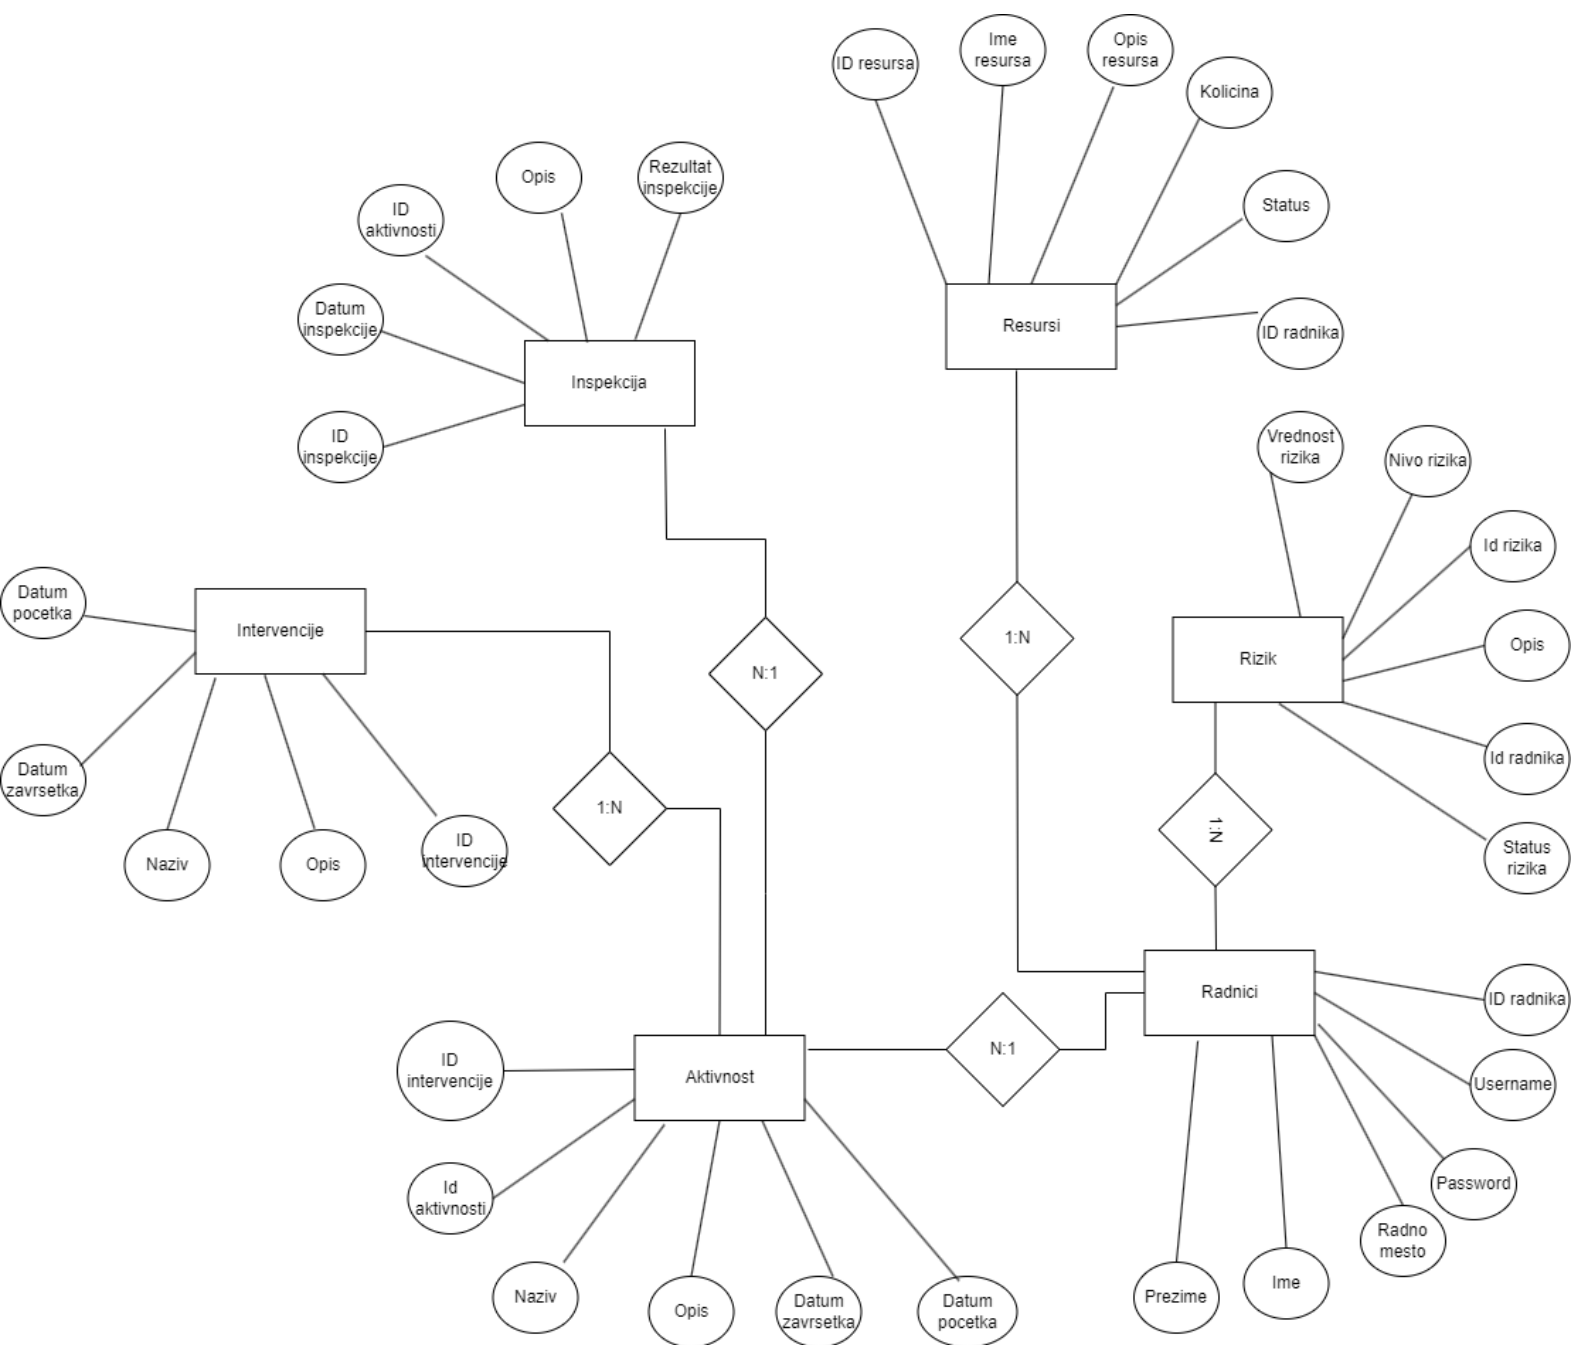 ID resursa
Ime
resursa
Opis
resursa
Kolicina
Status
ID radnika
Resursi
Opis
Rezultat
inspekcije
ID
aktivnosti
Datum
inspekcije
ID
inspekcije
Inspekcija
Vrednost
rizika
Nivo rizika
Id rizika
Opis
Id radnika
Status
rizika
Rizik
Datum
pocetka
Intervencije
Datum
zavrsetka
Naziv
Opis
ID
intervencije
1:N
N:1
1:N
1:N
Radnici
ID radnika
Username
Password
Radno
mesto
Ime
Prezime
N:1
Aktivnost
ID
intervencije
Id
aktivnosti
Naziv
Opis
Datum
zavrsetka
Datum
pocetka